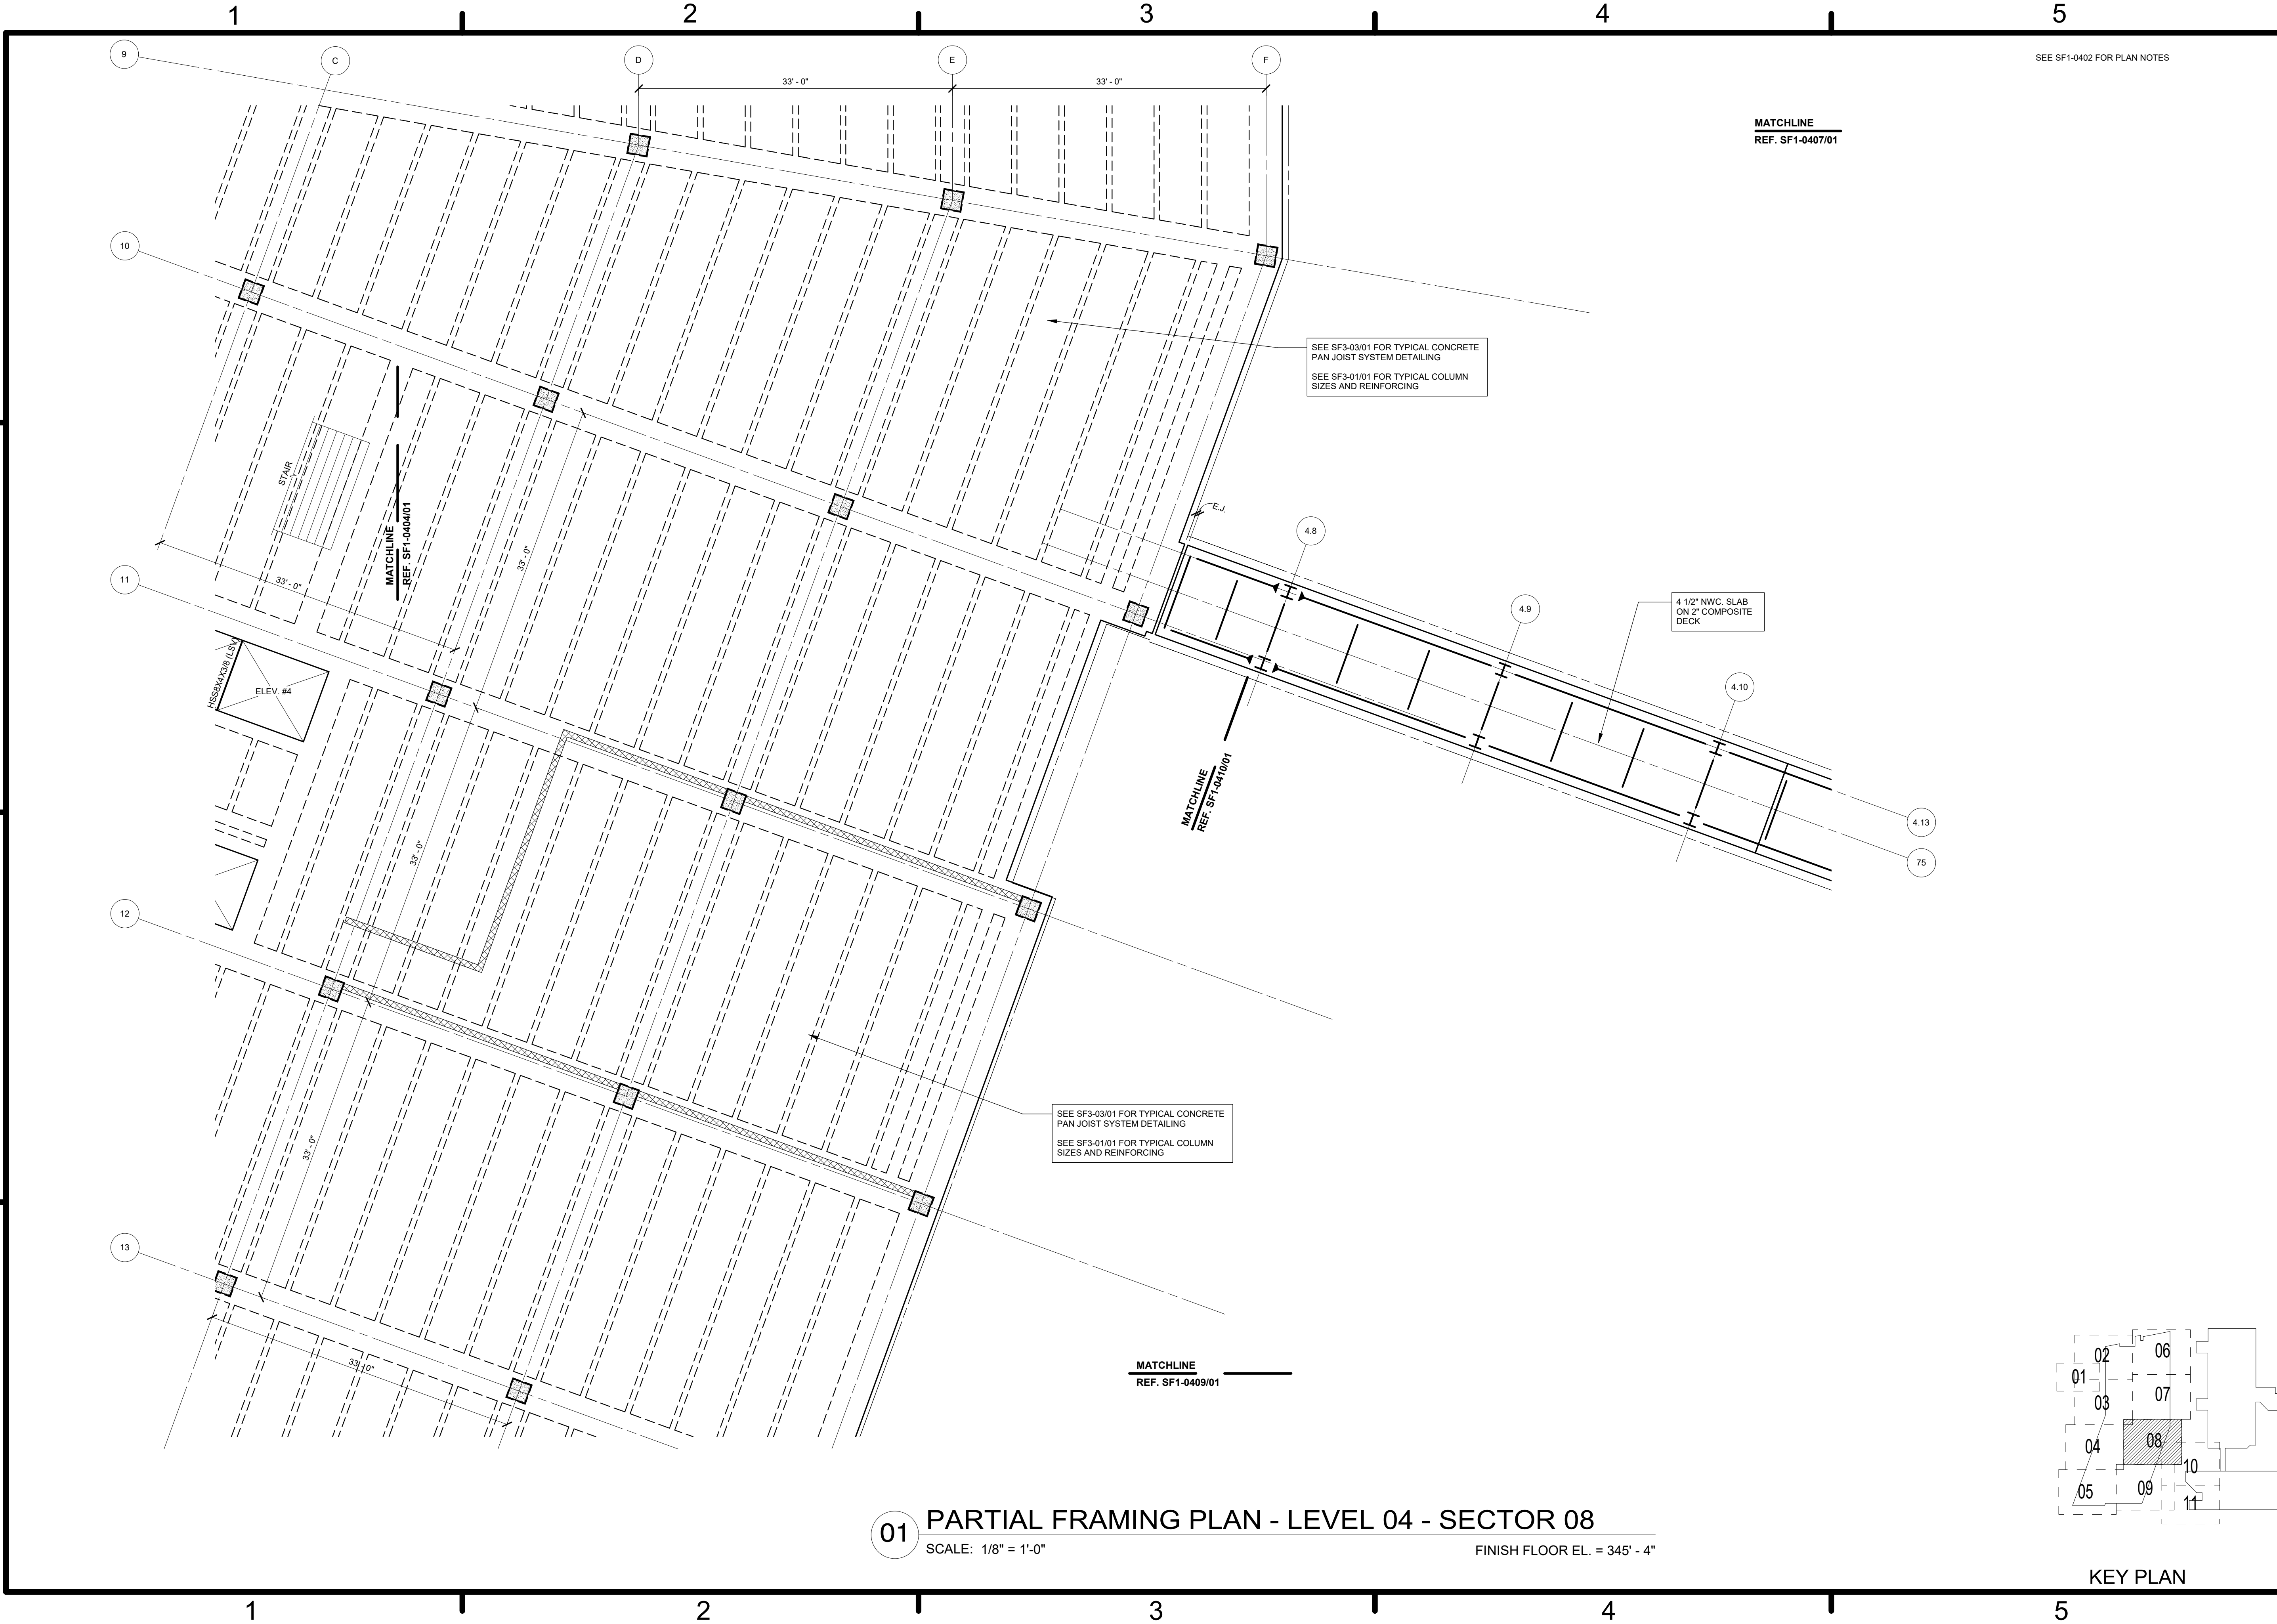 1
2
3
4
5
SEE SF1-0402 FOR PLAN NOTES
9
C
D
E
F
33' - 0"
33' - 0"
MATCHLINE
REF. SF1-0407/01
10
SEE SF3-03/01 FOR TYPICAL CONCRETE
PAN JOIST SYSTEM DETAILING
SEE SF3-01/01 FOR TYPICAL COLUMN
SIZES AND REINFORCING
STAIR
MATCHLINE
REF. SF1-0404/01
33' - 0"
33' - 0"
E.J.
4.8
11
4.9
4 1/2" NWC. SLAB
ON 2" COMPOSITE
DECK
HSS8X4X3/8 (LSV)
ELEV. #4
4.10
MATCHLINE
REF. SF1-0410/01
4.13
75
33' - 0"
12
SEE SF3-03/01 FOR TYPICAL CONCRETE
PAN JOIST SYSTEM DETAILING
SEE SF3-01/01 FOR TYPICAL COLUMN
SIZES AND REINFORCING
33' - 0"
13
33' - 0"
MATCHLINE
REF. SF1-0409/01
02
06
01
07
03
04
08
10
05
09
11
01
PARTIAL FRAMING PLAN - LEVEL 04 - SECTOR 08
SCALE: 1/8" = 1'-0"
FINISH FLOOR EL. = 345' - 4"
KEY PLAN
1
2
3
4
5